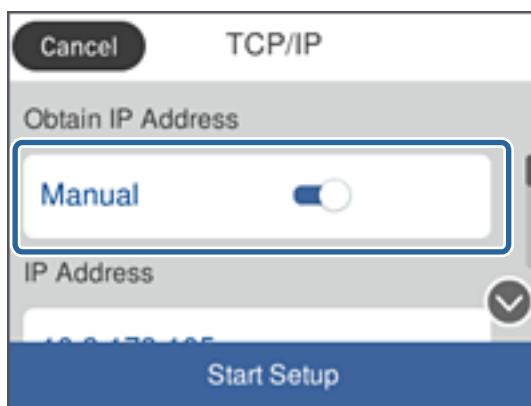 Cancel TCP/IP
Obtain IP Address
Manual
IP Address
Start Setup